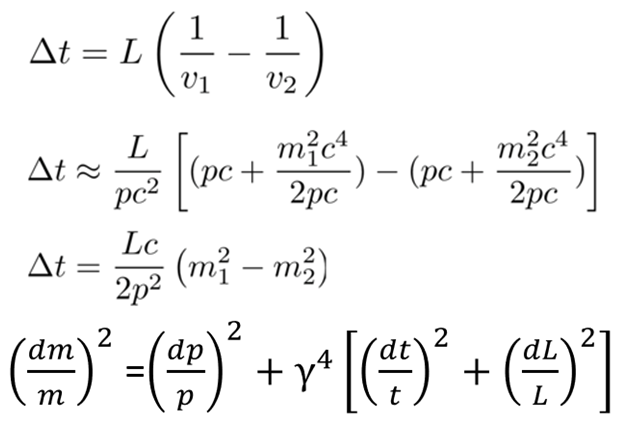 Δt = L (1/v₁ − 1/v₂)
Δt ≈ L/pc² [(pc + m₁²c⁴/2pc) − (pc + m₂²c⁴/2pc)]
Δt = Lc/2p² (m₁² − m₂²)
(dm/m)² =(dp/p)² + γ⁴ [(dt/t)² + (dL/L)²]